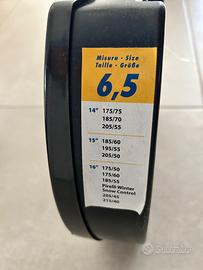 Misura - Size
Taille - Größe
6,5
14" 175/75
185/70
205/55
15" 185/60
195/55
205/50
16" 175/50
175/60
185/55
Pirelli Winter
Snow Control
205/45
215/40
subito